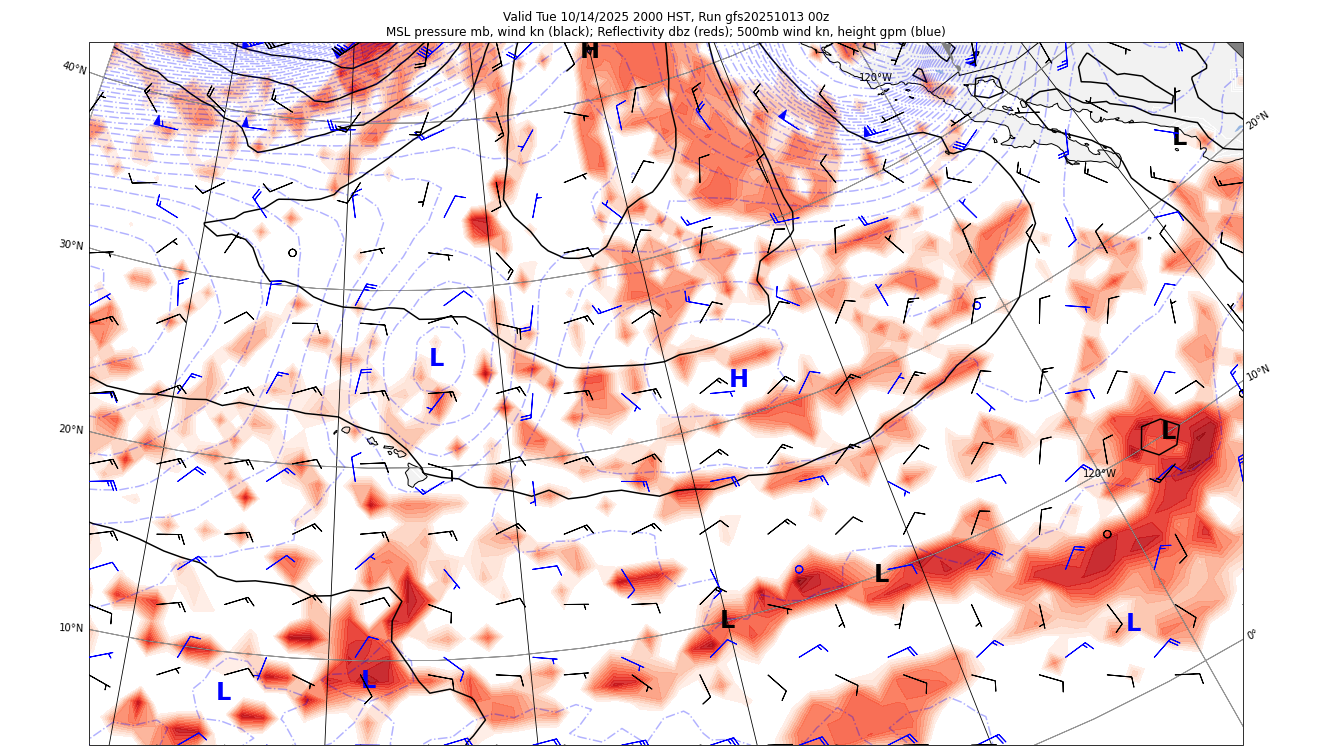 Valid Tue 10/14/2025 2000 HST, Run gfs20251013 00z
MSL pressure mb, wind kn (black); Reflectivity dbz (reds); 500mb wind kn, height gpm (blue)
H
40°N
120°W
20°N
L
30°N
L
H
10°N
20°N
L
120°W
L
10°N
L
L
0°
L
L